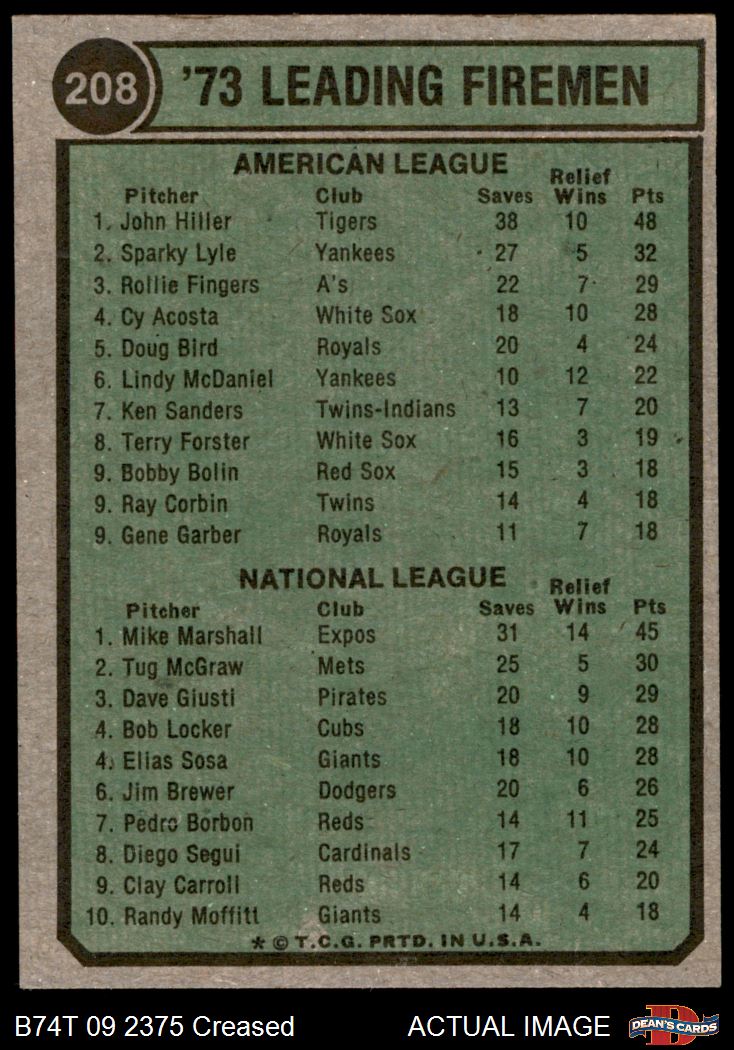 208 '73 LEADING FIREMEN
AMERICAN LEAGUE
Pitcher Club Saves Relief Wins Pts
1. John Hiller Tigers 38 10 48
2. Sparky Lyle Yankees 27 5 32
3. Rollie Fingers A's 22 7 29
4. Cy Acosta White Sox 18 10 28
5. Doug Bird Royals 20 4 24
6. Lindy McDaniel Yankees 10 12 22
7. Ken Sanders Twins-Indians 13 7 20
8. Terry Forster White Sox 16 3 19
9. Bobby Bolin Red Sox 15 3 18
9. Ray Corbin Twins 14 4 18
9. Gene Garber Royals 11 7 18
NATIONAL LEAGUE
Pitcher Club Saves Relief Wins Pts
1. Mike Marshall Expos 31 14 45
2. Tug McGraw Mets 25 5 30
3. Dave Giusti Pirates 20 9 29
4. Bob Locker Cubs 18 10 28
4. Elias Sosa Giants 18 10 28
6. Jim Brewer Dodgers 20 6 26
7. Pedro Borbon Reds 14 11 25
8. Diego Segui Cardinals 17 7 24
9. Clay Carroll Reds 14 6 20
10. Randy Moffitt Giants 14 4 18
* © T.C.G. PRTD. IN U.S.A.
B74T 09 2375 Creased ACTUAL IMAGE DEAN'S CARDS